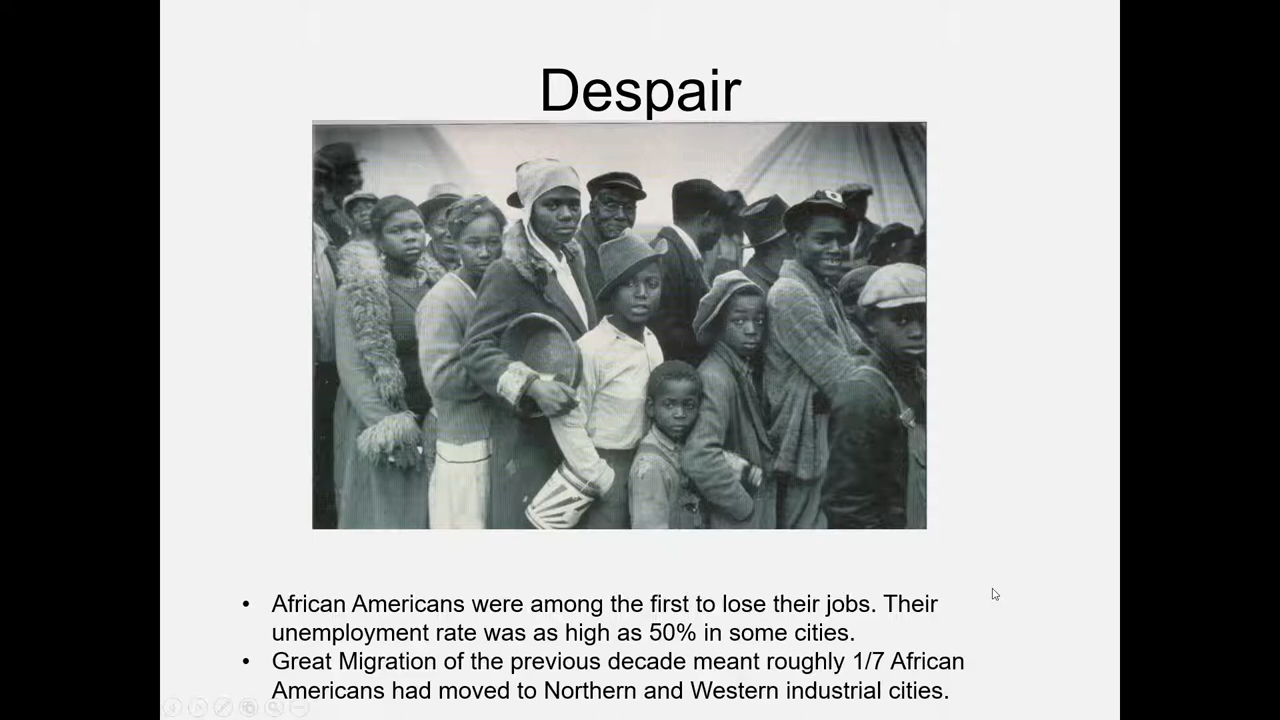 Despair
• African Americans were among the first to lose their jobs. Their
unemployment rate was as high as 50% in some cities.
• Great Migration of the previous decade meant roughly 1/7 African
Americans had moved to Northern and Western industrial cities.